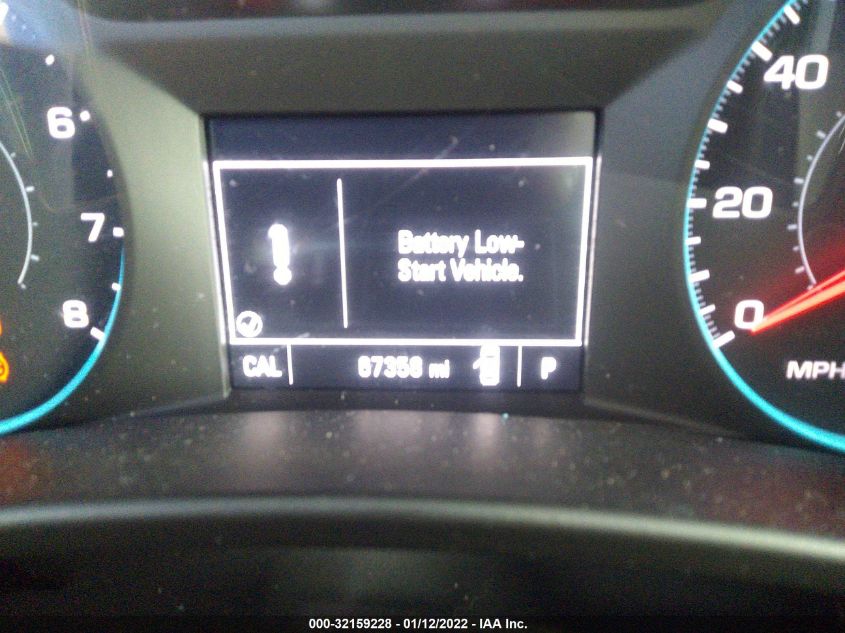 6
7
8
Battery Low-
Start Vehicle.
CAL 67358 mi P
40
20
0
MPH
000-32159228 - 01/12/2022 - IAA Inc.